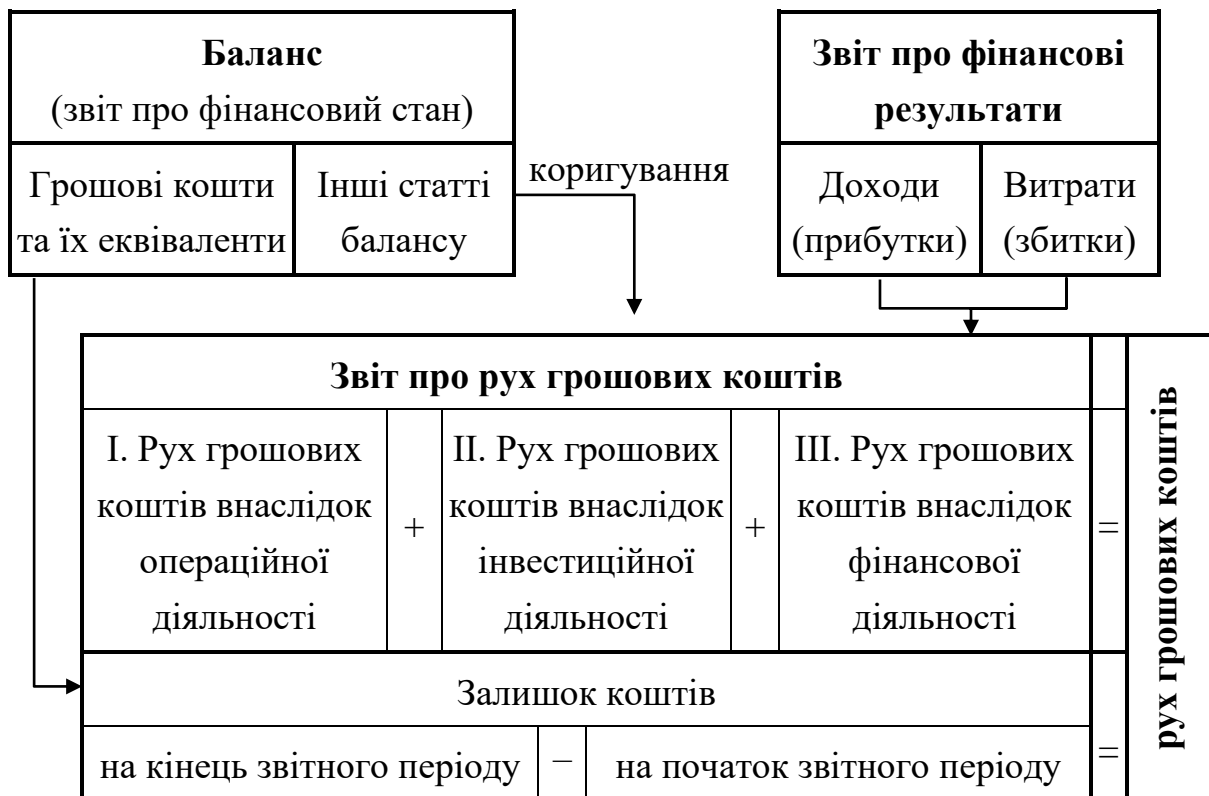 Баланс
(звіт про фінансовий стан)
Грошові кошти
та їх еквіваленти
Інші статті
балансу
коригування
Звіт про фінансові
результати
Доходи
(прибутки)
Витрати
(збитки)
Звіт про рух грошових коштів
I. Рух грошових
коштів внаслідок
операційної
діяльності
+
II. Рух грошових
коштів внаслідок
інвестиційної
діяльності
+
III. Рух грошових
коштів внаслідок
фінансової
діяльності
=
рух грошових коштів
Залишок коштів
на кінець звітного періоду
–
на початок звітного періоду
=